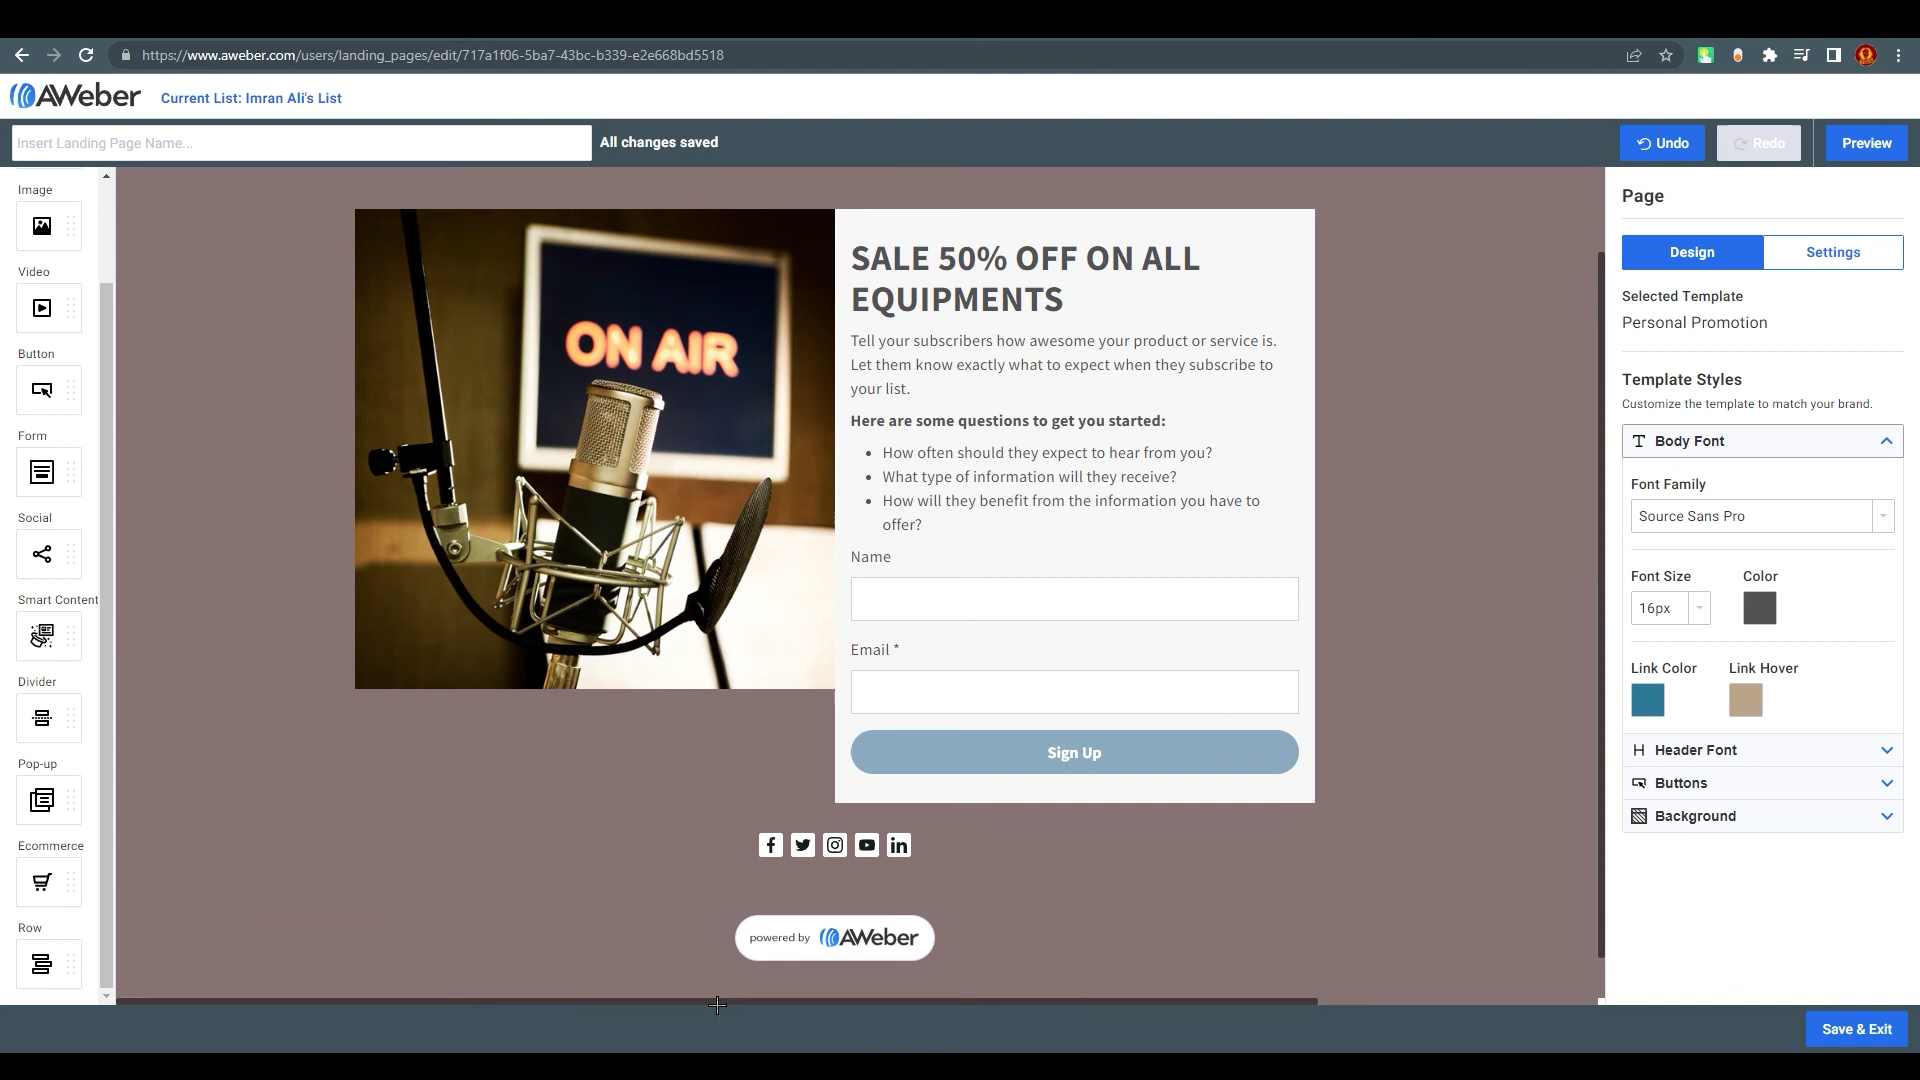 https://www.aweber.com/users/landing_pages/edit/717a1f06-5ba7-43bc-b339-e2e668bd5518
AWeber
Current List: Imran Ali's List
Insert Landing Page Name...
All changes saved
Undo
Redo
Preview
Image
Video
Button
Form
Social
Smart Content
Divider
Pop-up
Ecommerce
Row
ON AIR
SALE 50% OFF ON ALL
EQUIPMENTS
Tell your subscribers how awesome your product or service is.
Let them know exactly what to expect when they subscribe to
your list.
Here are some questions to get you started:
• How often should they expect to hear from you?
• What type of information will they receive?
• How will they benefit from the information you have to
offer?
Name
Email *
Sign Up
powered by AWeber
Page
Design
Settings
Selected Template
Personal Promotion
Template Styles
Customize the template to match your brand.
Body Font
Font Family
Source Sans Pro
Font Size
Color
16px
Link Color
Link Hover
Header Font
Buttons
Background
Save & Exit